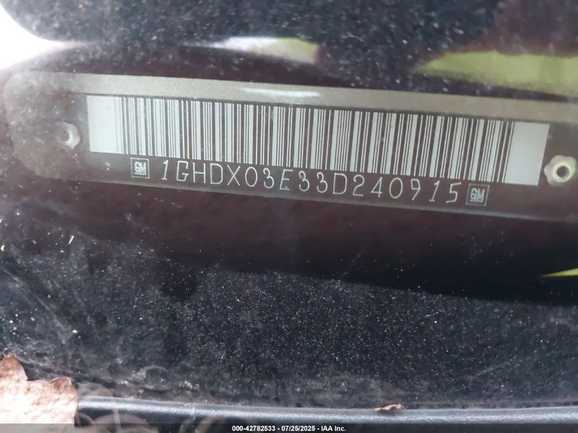 GM 1GHDX03E33D240915 GM
000-42782533 - 07/25/2025 - IAA Inc.